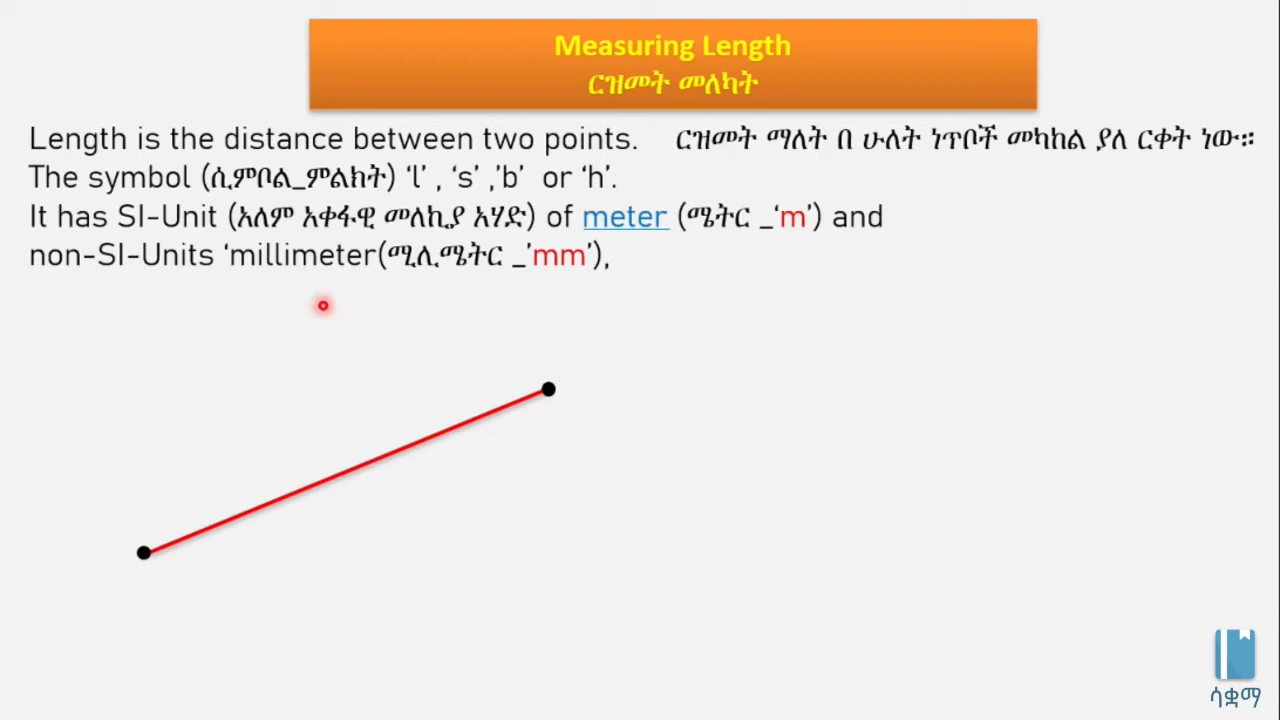 Measuring Length
ርዝመት መለካት
Length is the distance between two points. ርዝመት ማለት በ ሁለት ነጥቦች መካከል ያለ ርቀት ነው።
The symbol (ሲምቦል_ምልክት) ‘l’ , ‘s’ ,’b’ or ‘h’.
It has SI-Unit (አለም አቀፋዊ መለኪያ አሃድ) of meter (ሜትር _‘m’) and
non-SI-Units ‘millimeter(ሚሊሜትር _’mm’),
ሳቋማ